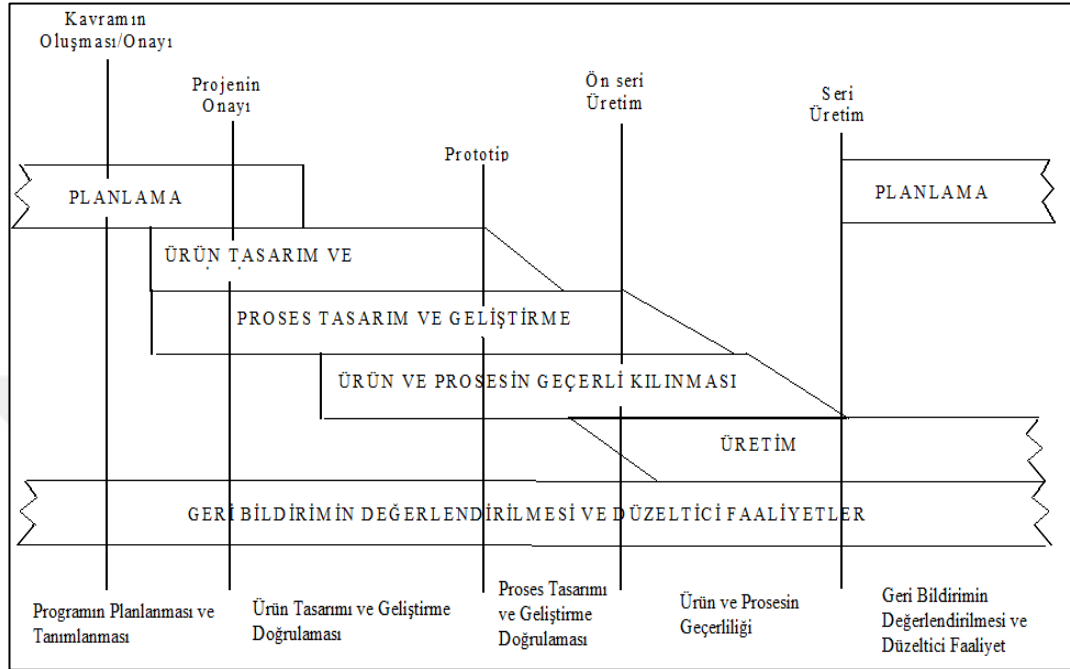 Kavramın
Oluşması/Onayı
Projenin
Onayı
Prototip
Ön seri
Üretim
Seri
Üretim
PLANLAMA
PLANLAMA
ÜRÜN TASARIM VE
PROSES TASARIM VE GELİŞTİRME
ÜRÜN VE PROSESİN GEÇERLİ KILINMASI
ÜRETİM
GERİ BİLDİRİMİN DEĞERLENDİRİLMESİ VE DÜZELTİCİ FAALİYETLER
Programın Planlanması ve
Tanımlanması
Ürün Tasarımı ve Geliştirme
Doğrulaması
Proses Tasarımı
ve Geliştirme
Doğrulaması
Ürün ve Prosesin
Geçerliliği
Geri Bildirimin
Değerlendirilmesi ve
Düzeltici Faaliyet